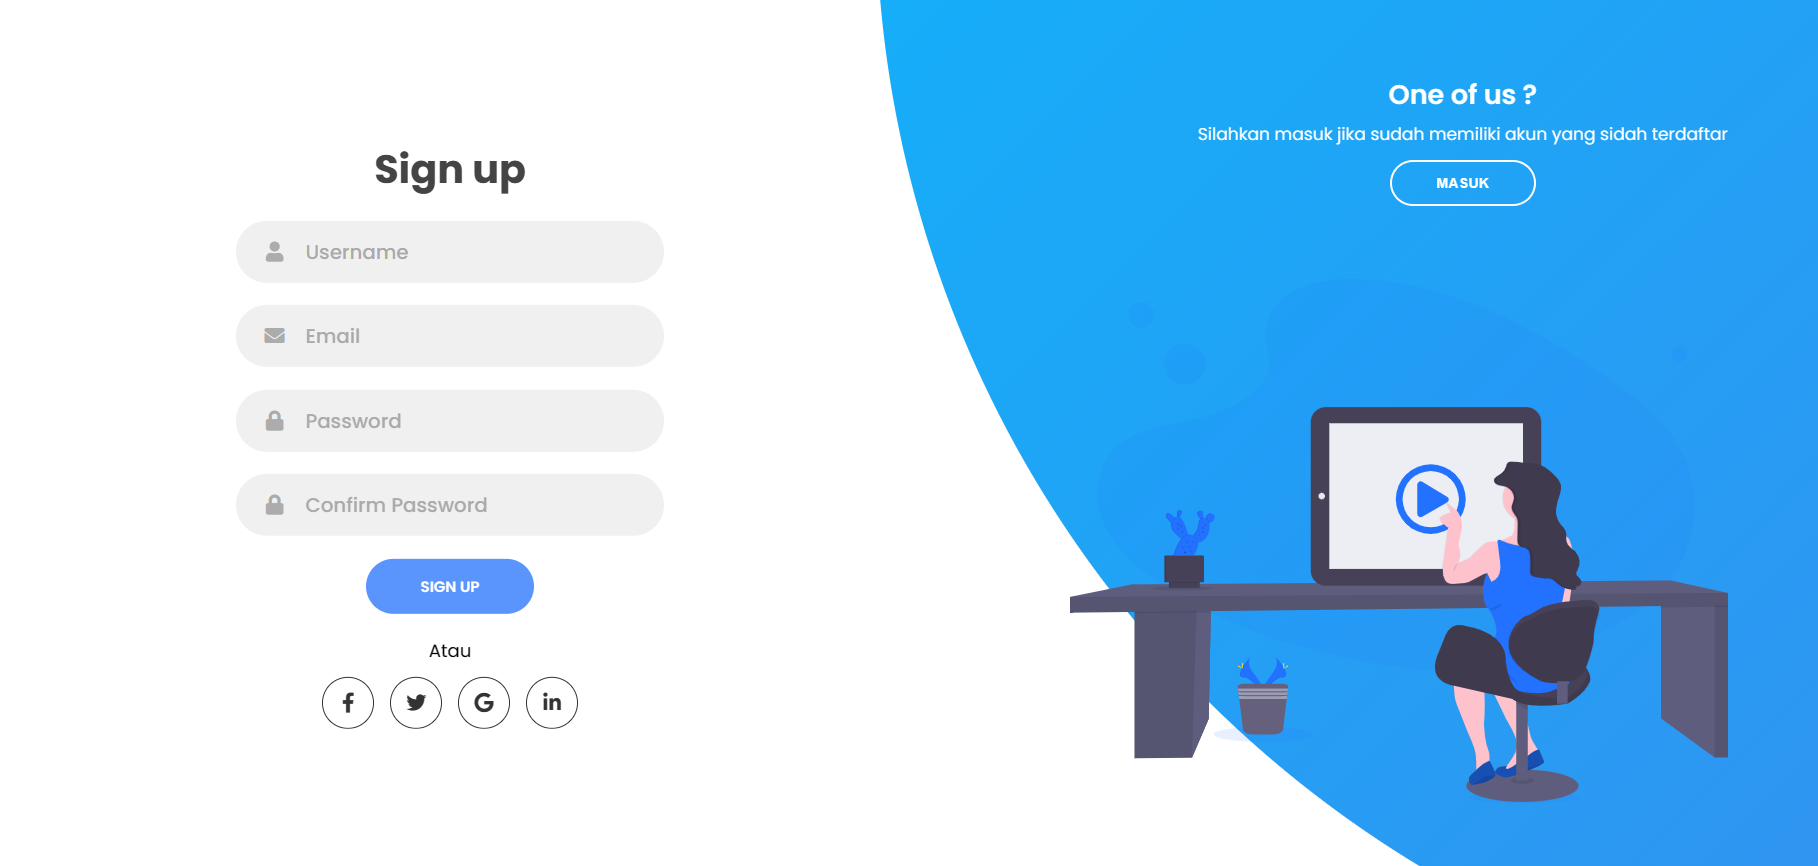 Sign up
Username
Email
Password
Confirm Password
SIGN UP
Atau
One of us ?
Silahkan masuk jika sudah memiliki akun yang sidah terdaftar
MASUK